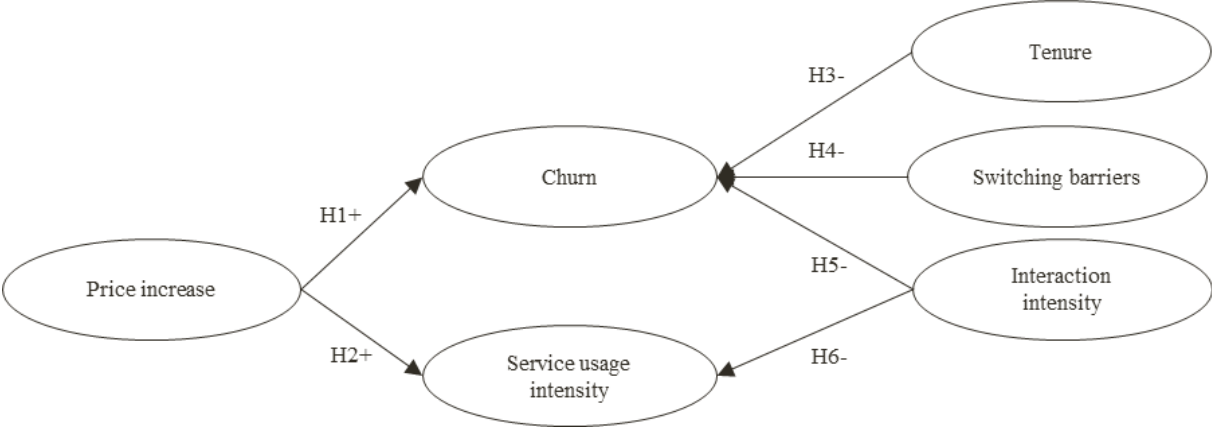 Tenure
H3-
H4-
Churn
Switching barriers
H1+
H5-
Price increase
Interaction
intensity
H2+
H6-
Service usage
intensity